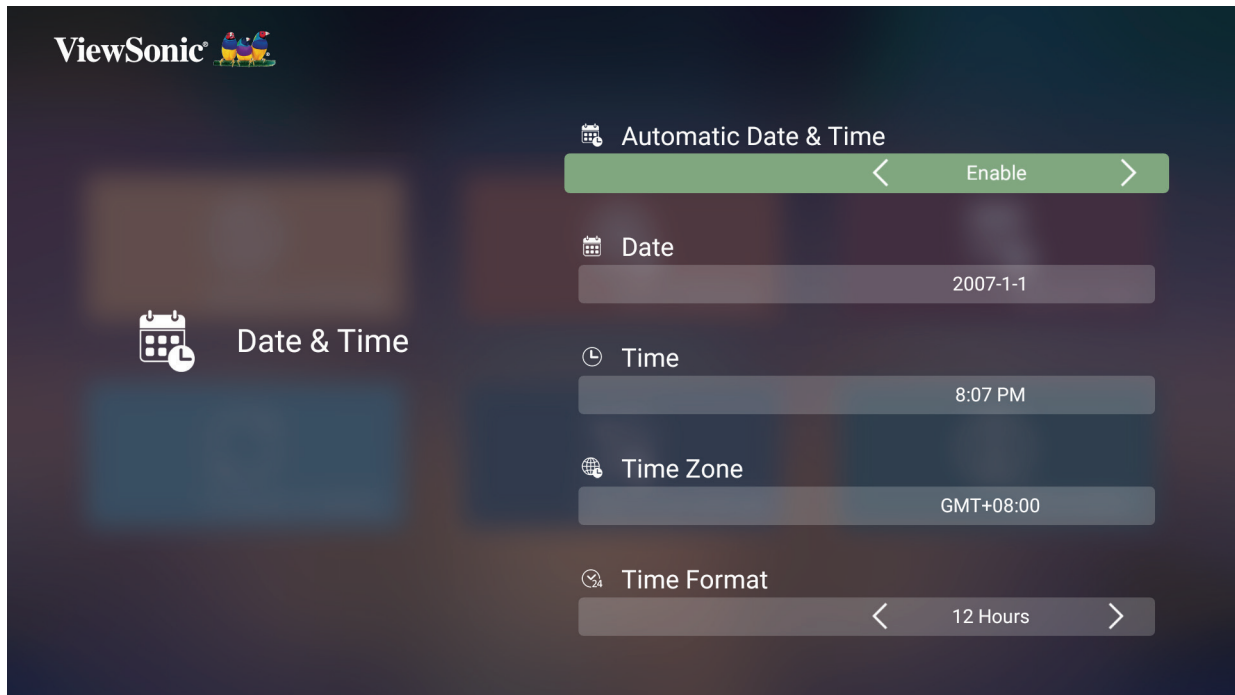 ViewSonic®
Automatic Date & Time
Enable
Date
2007-1-1
Date & Time
Time
8:07 PM
Time Zone
GMT+08:00
24
Time Format
12 Hours